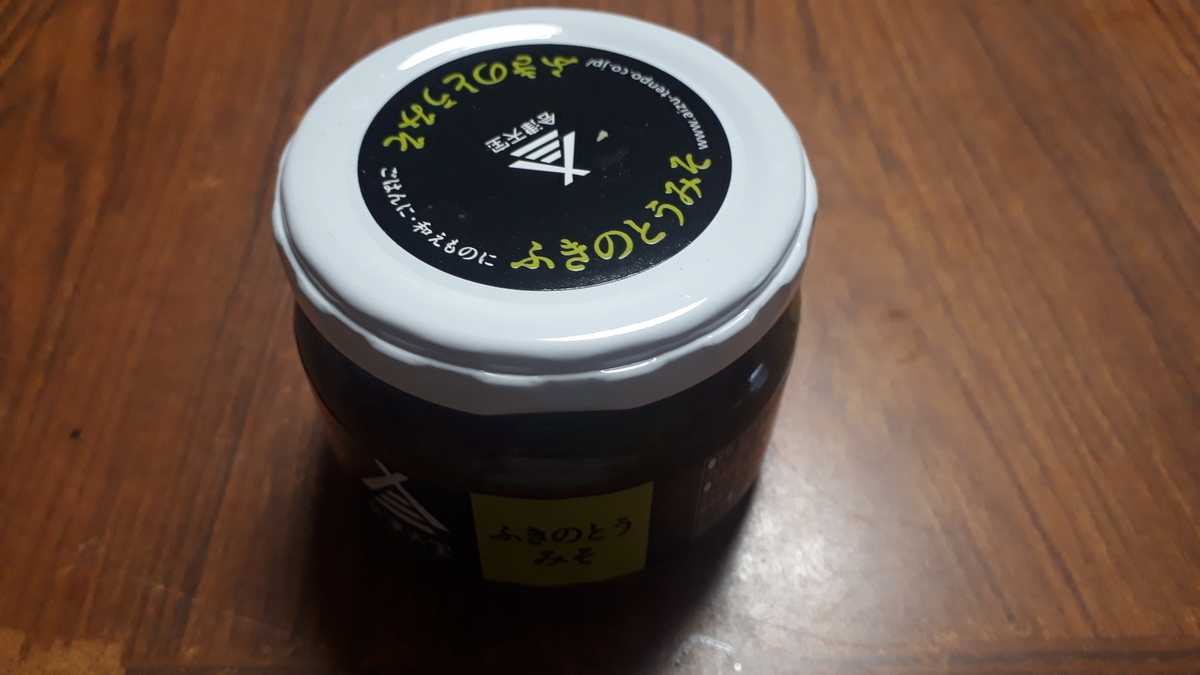 ふきのとうみそ
www.aizu-tenpo.co.jp/
会津天宝
ふきのとうみそ
ごはんに・和えものに
ふきのとう
みそ